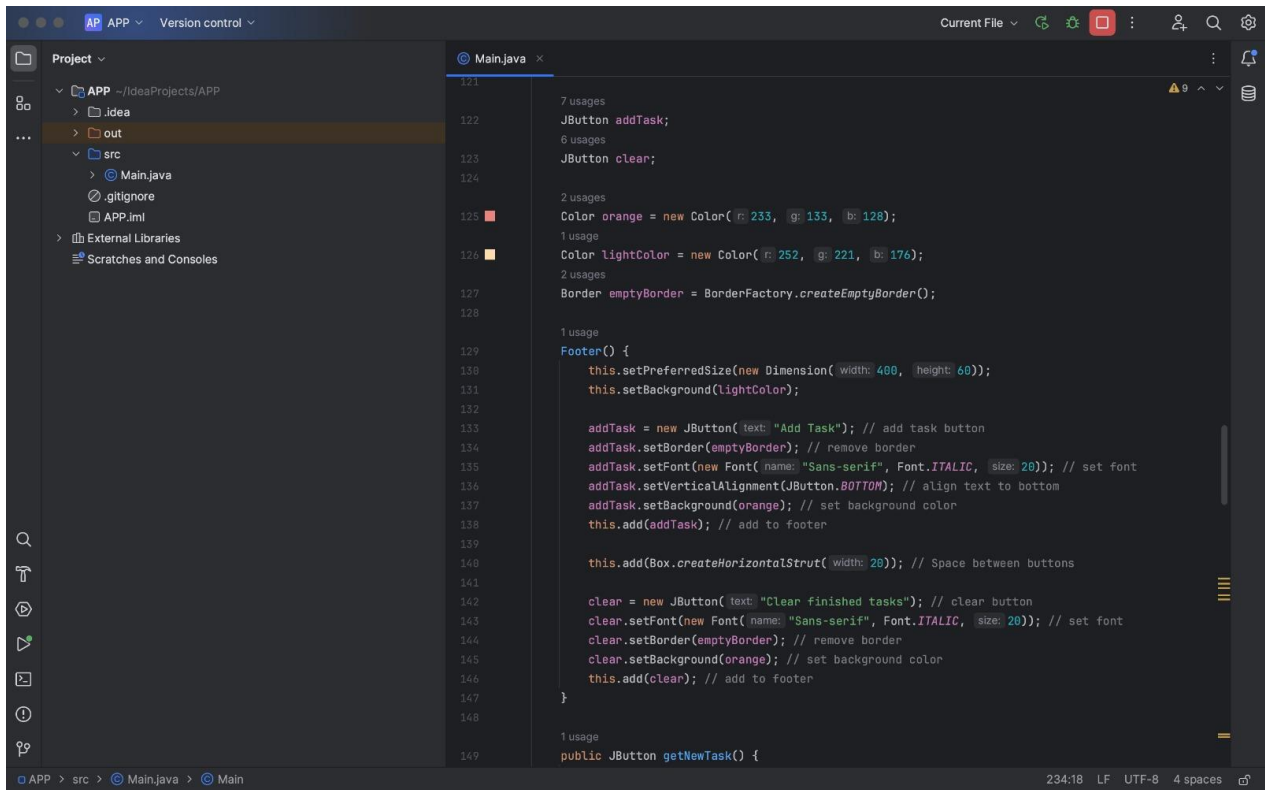 AP APP Version control Current File
Project
Main.java
APP ~/IdeaProjects/APP
.idea
out
src
Main.java
.gitignore
APP.iml
External Libraries
Scratches and Consoles
9
121
7 usages
122 JButton addTask;
6 usages
123 JButton clear;
124
2 usages
125 Color orange = new Color( r: 233, g: 133, b: 128);
1 usage
126 Color lightColor = new Color( r: 252, g: 221, b: 176);
2 usages
127 Border emptyBorder = BorderFactory.createEmptyBorder();
128
1 usage
129 Footer() {
130 this.setPreferredSize(new Dimension( width: 400, height: 60));
131 this.setBackground(lightColor);
132
133 addTask = new JButton( text: "Add Task"); // add task button
134 addTask.setBorder(emptyBorder); // remove border
135 addTask.setFont(new Font( name: "Sans-serif", Font.ITALIC, size: 20)); // set font
136 addTask.setVerticalAlignment(JButton.BOTTOM); // align text to bottom
137 addTask.setBackground(orange); // set background color
138 this.add(addTask); // add to footer
139
140 this.add(Box.createHorizontalStrut( width: 20)); // Space between buttons
141
142 clear = new JButton( text: "Clear finished tasks"); // clear button
143 clear.setFont(new Font( name: "Sans-serif", Font.ITALIC, size: 20)); // set font
144 clear.setBorder(emptyBorder); // remove border
145 clear.setBackground(orange); // set background color
146 this.add(clear); // add to footer
147 }
148
1 usage
149 public JButton getNewTask() {
APP > src > Main.java > Main 234:18 LF UTF-8 4 spaces